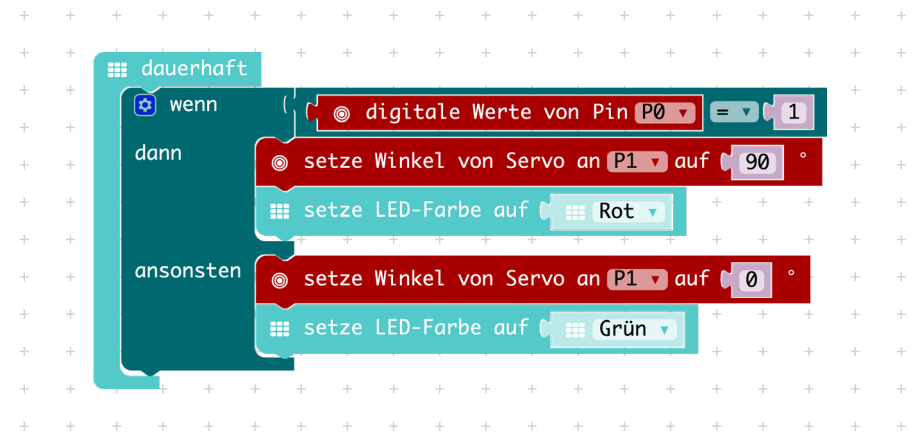 dauerhaft
wenn digitale Werte von Pin P0 = 1
dann setze Winkel von Servo an P1 auf 90 °
setze LED-Farbe auf Rot
ansonsten setze Winkel von Servo an P1 auf 0 °
setze LED-Farbe auf Grün